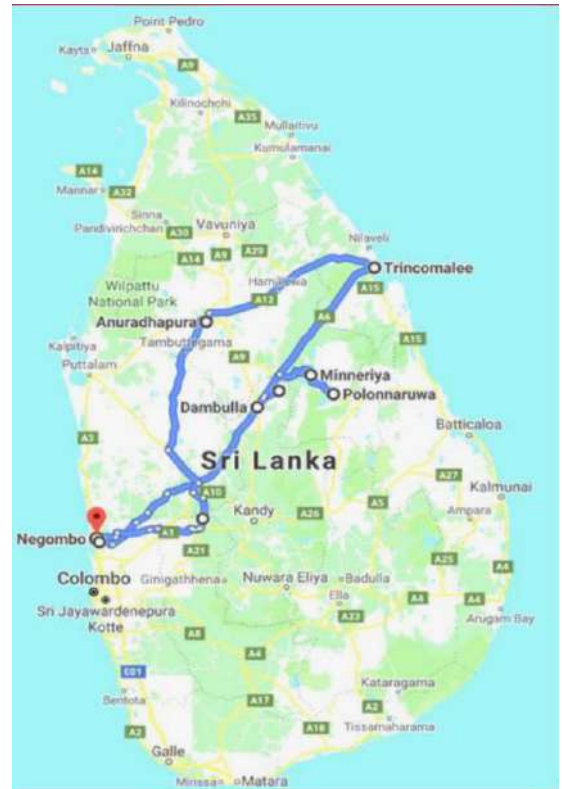 Point Pedro
Kayts
Jaffna
A9
Kilinochchi
A35
Mullaitivu
Kumulamanai
A14
Mannar
A32
Sinna
Pandivirichchan
A30
Vavuniya
A14
A9
A29
Nilaveli
Trincomalee
A15
Wilpattu
National Park
A12
Anuradhapura
A6
Tambuttegama
Kalpitiya
Puttalam
A9
A15
Minneriya
Polonnaruwa
Dambulla
Batticaloa
A3
Sri Lanka
A27
Kalmunai
A10
Kandy
A5
A26
Ampara
Negombo
A1
A21
Colombo
Ginigathhena
Nuwara Eliya
Badulla
A25
A4
Ella
Sri Jayawardenepura
Kotte
A23
A4
A4
Arugam Bay
A8
A4
E01
Kataragama
Bentota
A17
A2
Tissamaharama
A2
A18
Galle
Mirissa
Matara